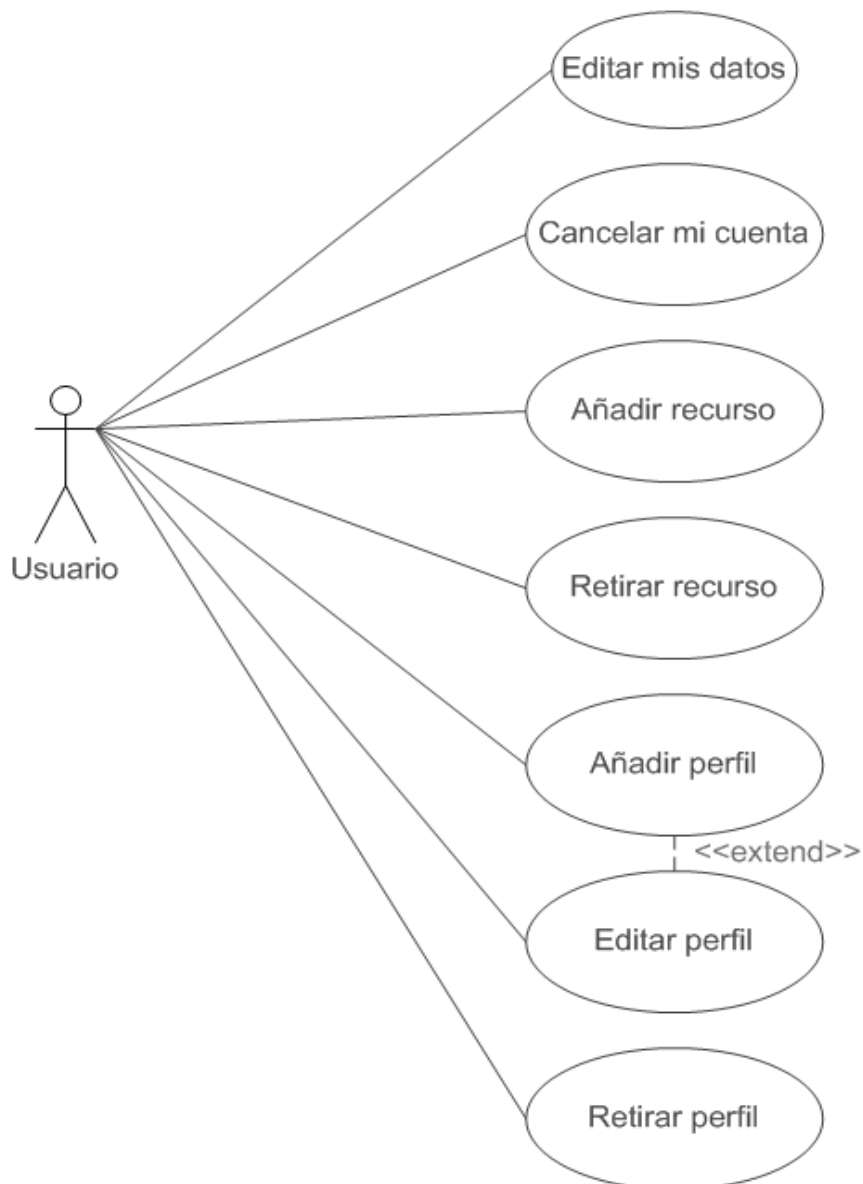 Editar mis datos
Cancelar mi cuenta
Añadir recurso
Retirar recurso
Usuario
Añadir perfil
<<extend>>
Editar perfil
Retirar perfil